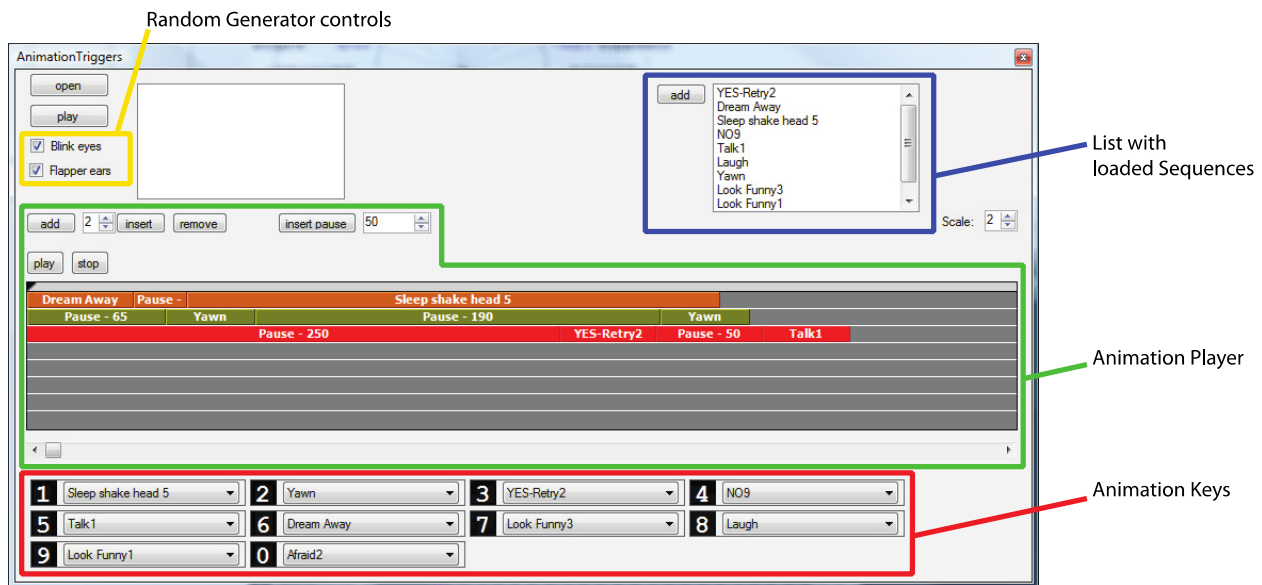 Random Generator controls
AnimationTriggers
open
play
Blink eyes
Flapper ears
add
YES-Retry2
Dream Away
Sleep shake head 5
NO9
Talk1
Laugh
Yawn
Look Funny3
Look Funny1
List with
loaded Sequences
add 2 insert remove insert pause 50
Scale: 2
play stop
Dream Away Pause - Sleep shake head 5
Pause - 65 Yawn Pause - 190 Yawn
Pause - 250 YES-Retry2 Pause - 50 Talk1
Animation Player
1 Sleep shake head 5 2 Yawn 3 YES-Retry2 4 NO9
5 Talk1 6 Dream Away 7 Look Funny3 8 Laugh
9 Look Funny1 0 Afraid2
Animation Keys